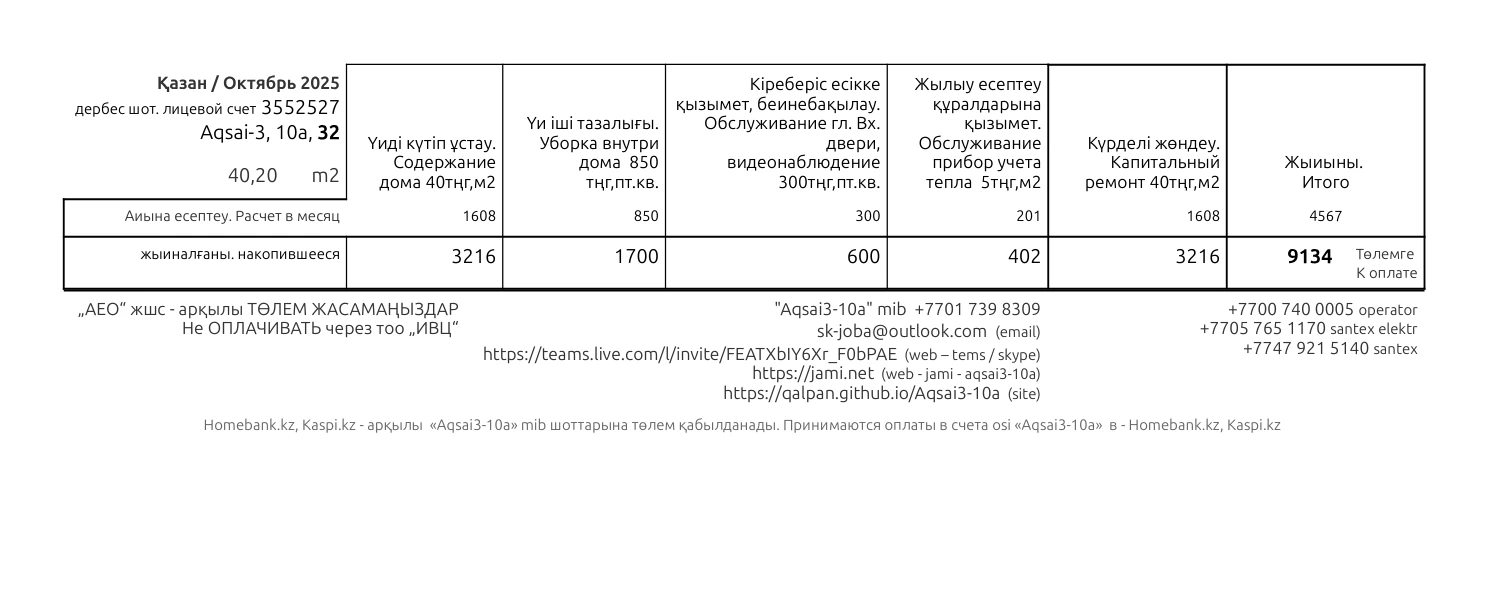 Қазан / Октябрь 2025
дербес шот. лицевой счет 3552527
Aqsai-3, 10a, 32
40,20 m2
Үиді күтіп ұстау.
Содержание
дома 40тңг,м2
Үи іші тазалығы.
Уборка внутри
дома 850
тңг,пт.кв.
Кіреберіс есікке
қызымет, беинебақылау.
Обслуживание гл. Вх.
двери,
видеонаблюдение
300тңг,пт.кв.
Жылыу есептеу
құралдарына
қызымет.
Обслуживание
прибор учета
тепла 5тңг,м2
Күрделі жөндеу.
Капитальный
ремонт 40тңг,м2
Жыиыны.
Итого
Аиына есептеу. Расчет в месяц 1608 850 300 201 1608 4567
жыиналғаны. накопившееся 3216 1700 600 402 3216 9134 Төлемге
К оплате
„АЕО“ жшс - арқылы ТӨЛЕМ ЖАСАМАҢЫЗДАР
Не ОПЛАЧИВАТЬ через тоо „ИВЦ“
"Aqsai3-10a" mib +7701 739 8309
sk-joba@outlook.com (email)
https://teams.live.com/l/invite/FEATXbIY6Xr_F0bPAE (web – tems / skype)
https://jami.net (web - jami - aqsai3-10a)
https://qalpan.github.io/Aqsai3-10a (site)
+7700 740 0005 operator
+7705 765 1170 santex elektr
+7747 921 5140 santex
Homebank.kz, Kaspi.kz - арқылы «Aqsai3-10a» mib шоттарына төлем қабылданады. Принимаются оплаты в счета osi «Aqsai3-10a» в - Homebank.kz, Kaspi.kz